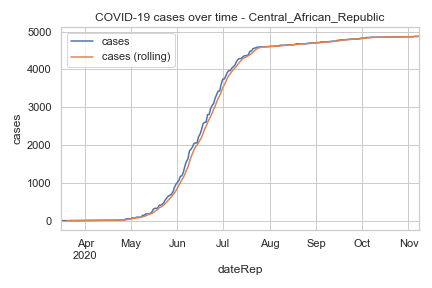 COVID-19 cases over time - Central_African_Republic
cases
cases (rolling)
5000
4000
3000
2000
1000
0
cases
Apr
2020
May
Jun
Jul
Aug
Sep
Oct
Nov
dateRep